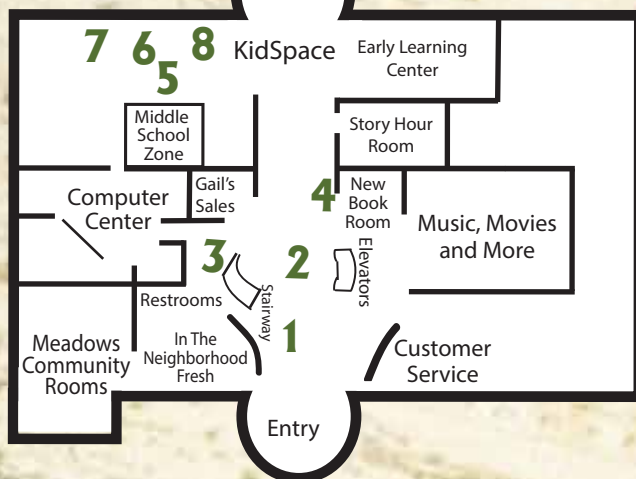 7 6 8
KidSpace
5
Early Learning
Center
Middle
School
Zone
Story Hour
Room
Gail's
Sales
Computer
Center
4
New
Book
Room
Music, Movies
and More
3
2
Elevators
Restrooms
Stairway
1
In The
Neighborhood
Fresh
Meadows
Community
Rooms
Customer
Service
Entry